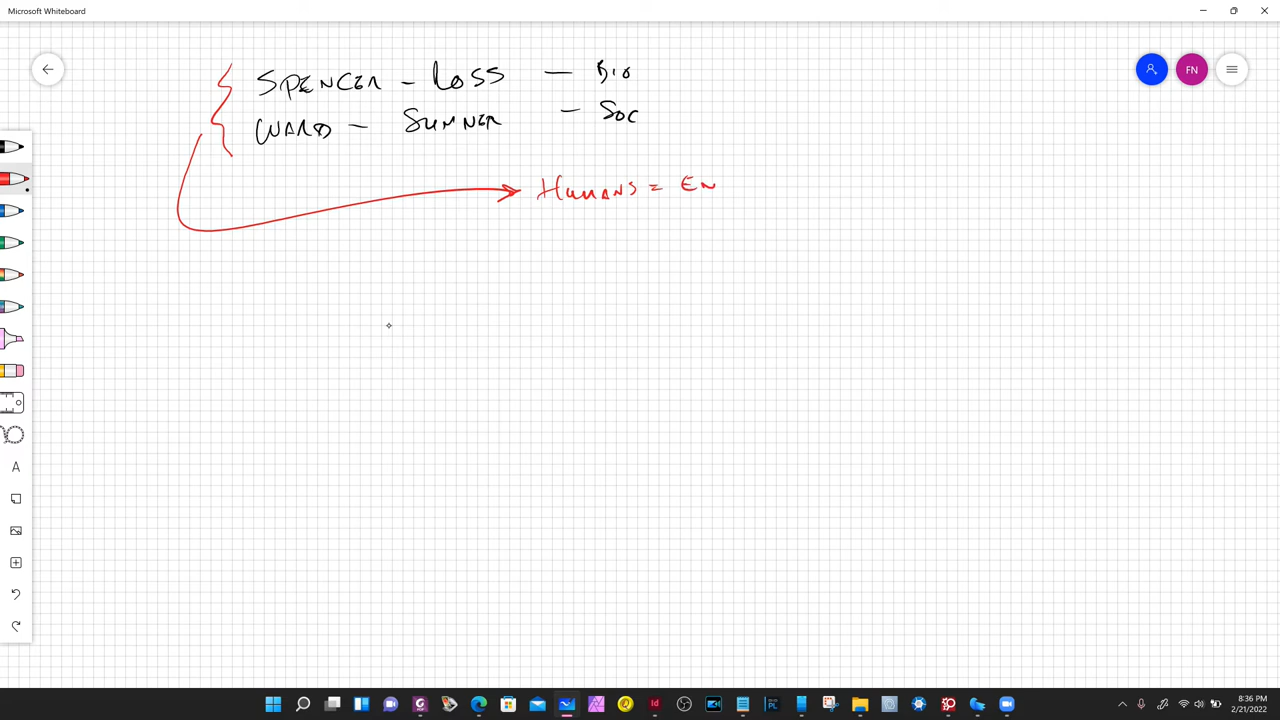 Microsoft Whiteboard
FN
SPENCER - LOSS - BIO
WARD - SUMNER - SOC
HUMANS = EN
A
8:36 PM
2/21/2022